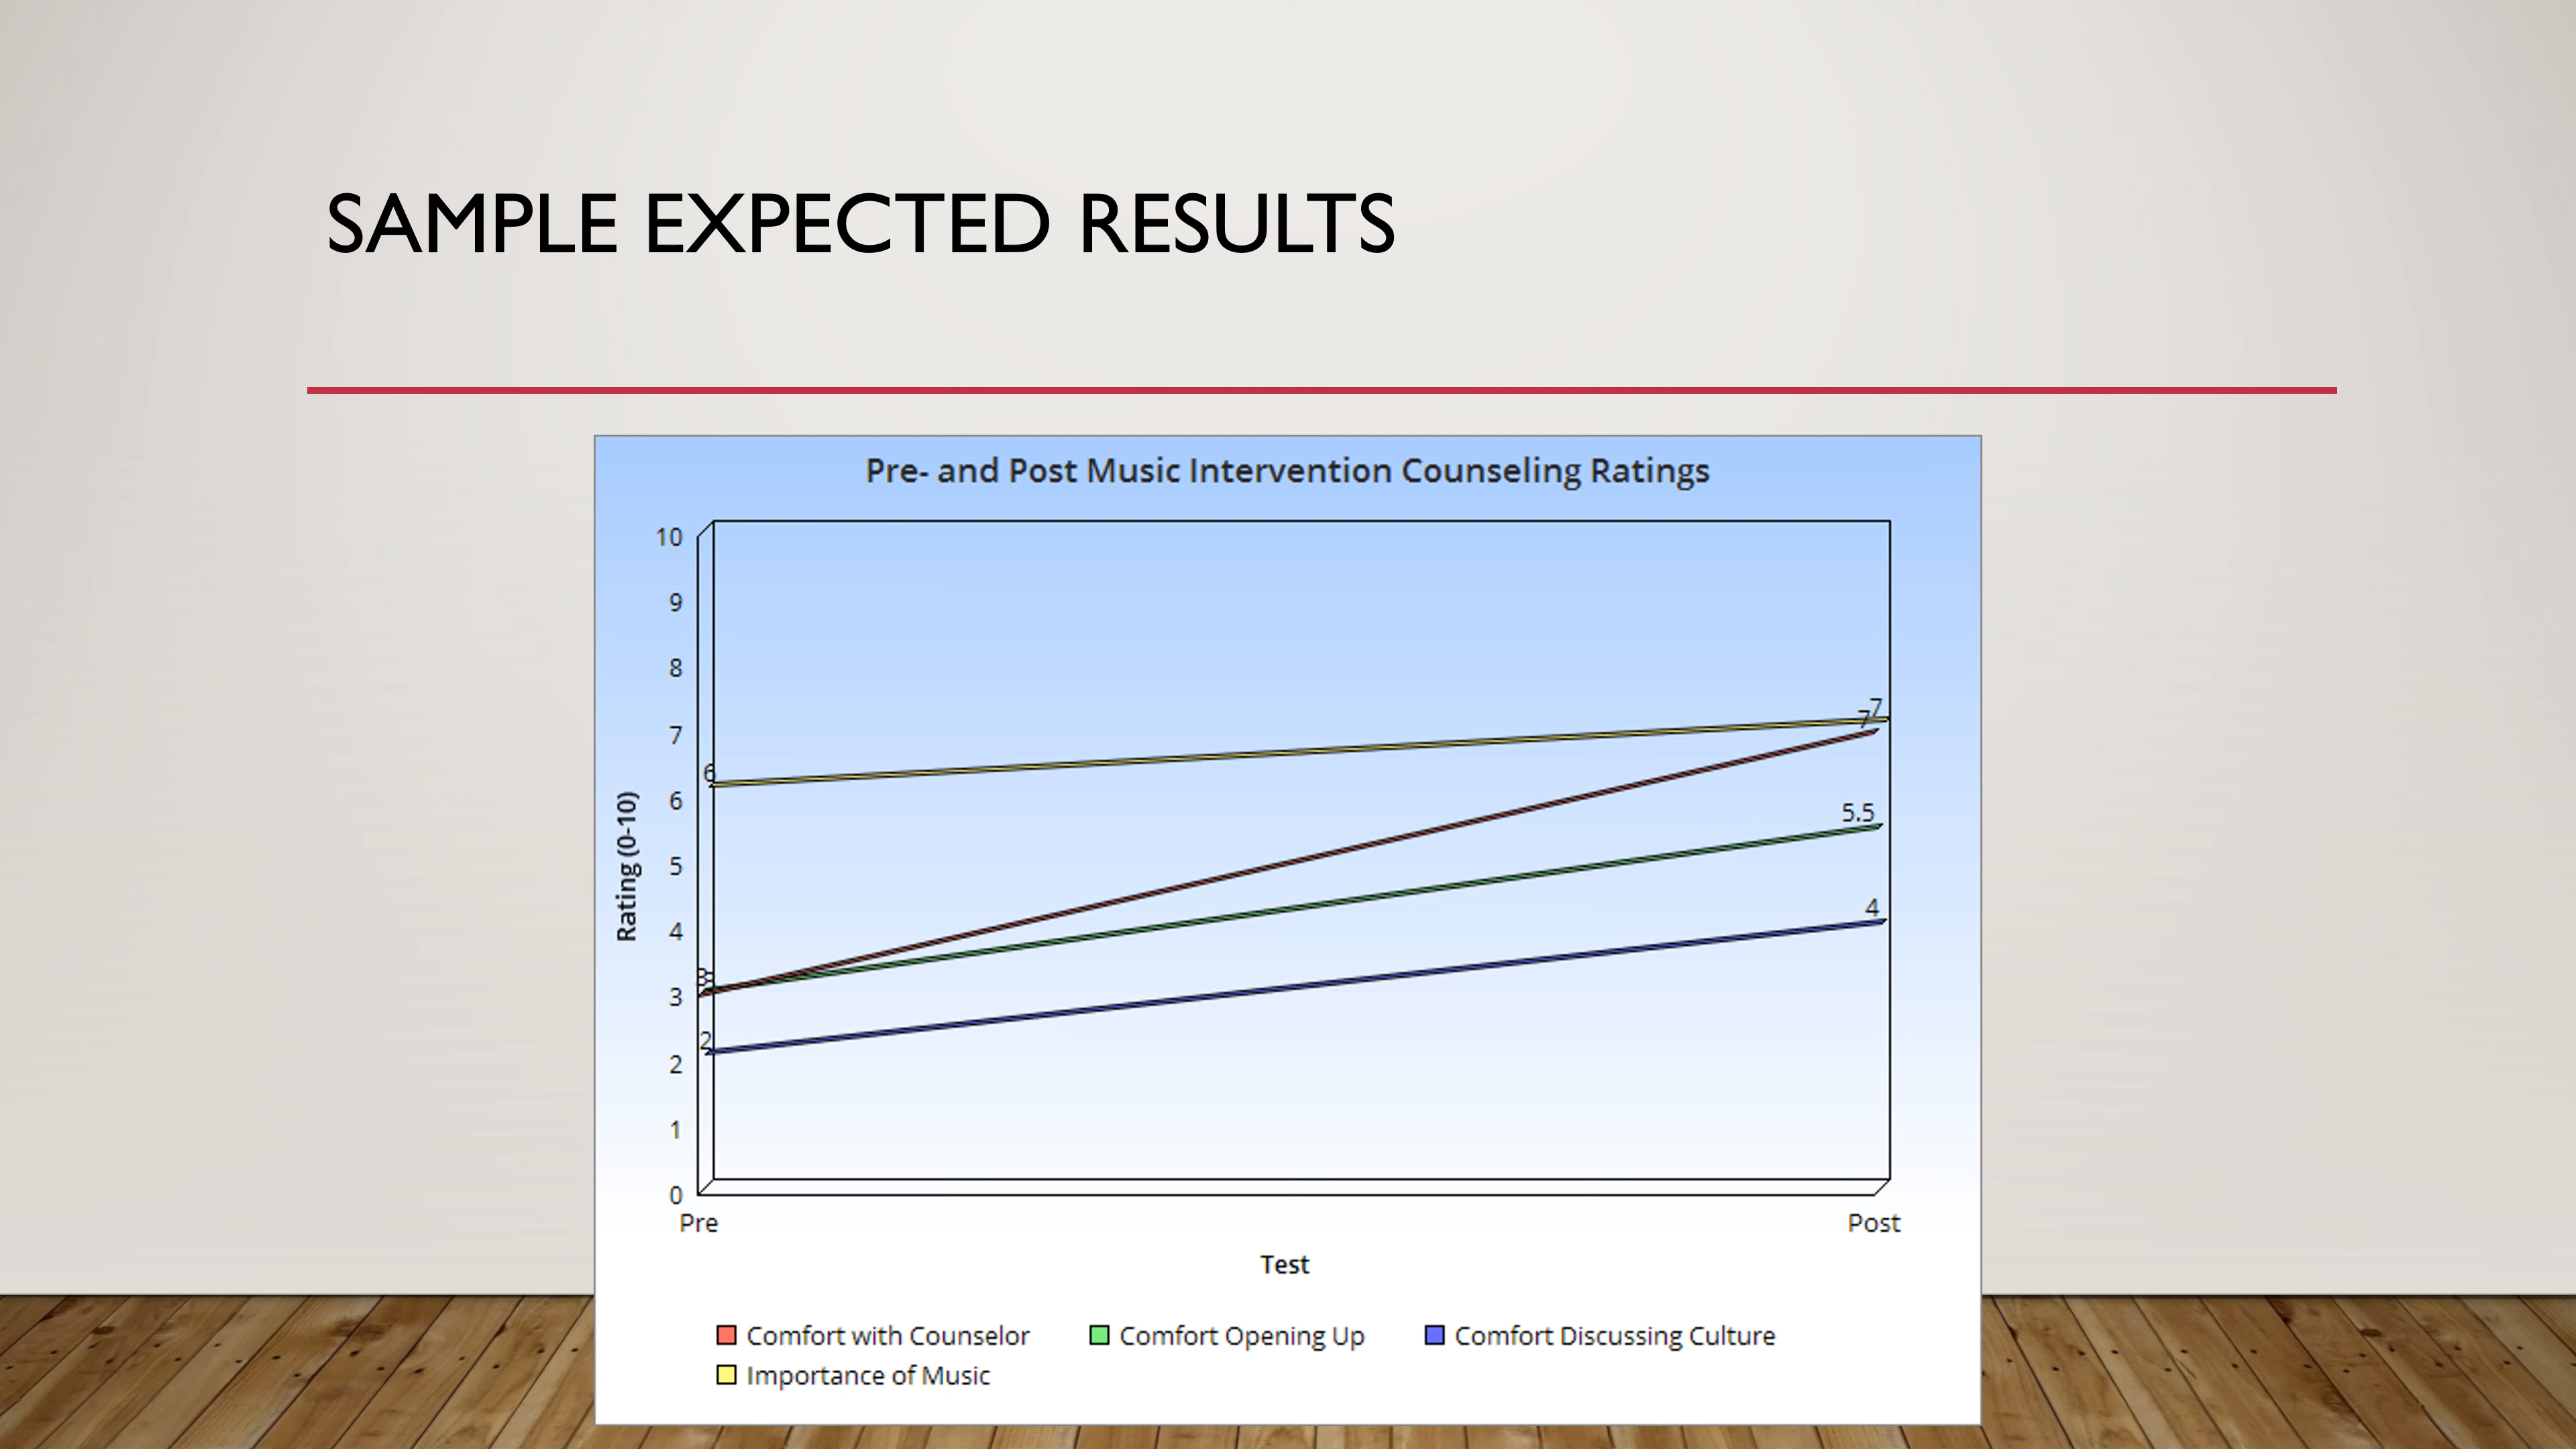 SAMPLE EXPECTED RESULTS
Pre- and Post Music Intervention Counseling Ratings
10
9
8
7
6
5
4
3
2
1
0
Rating (0-10)
6
3
3
2
7
7
5.5
4
Pre
Post
Test
Comfort with Counselor
Comfort Opening Up
Comfort Discussing Culture
Importance of Music